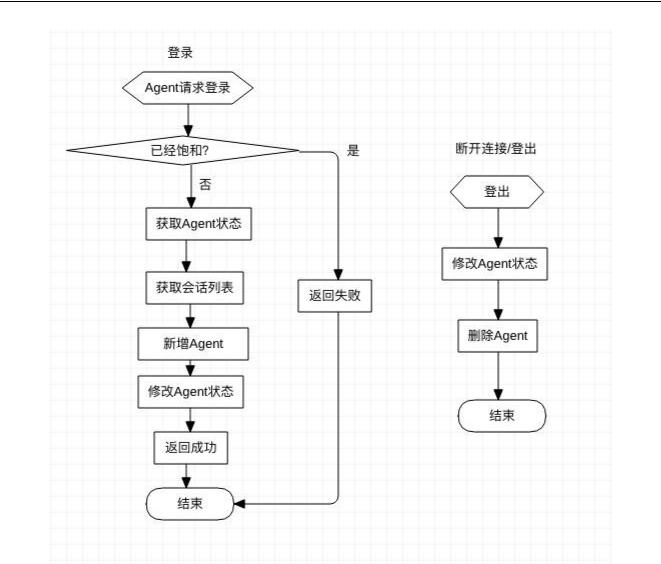 登录
Agent请求登录
已经饱和?
是
否
获取Agent状态
获取会话列表
返回失败
新增Agent
修改Agent状态
返回成功
结束
断开连接/登出
登出
修改Agent状态
删除Agent
结束